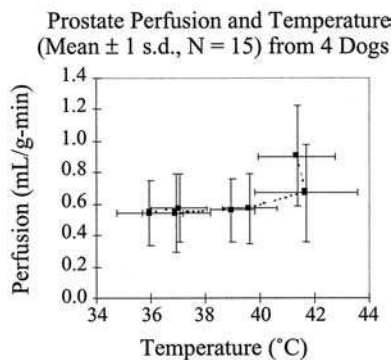 Prostate Perfusion and Temperature
(Mean ± 1 s.d., N = 15) from 4 Dogs
Perfusion (mL/g-min)
1.4
1.2
1.0
0.8
0.6
0.4
0.2
0.0
34 36 38 40 42 44
Temperature (˚C)